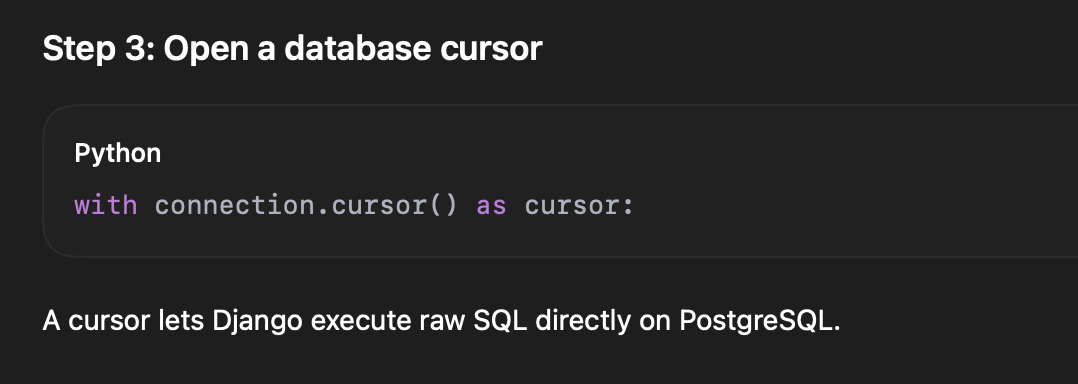 Step 3: Open a database cursor
Python
with connection.cursor() as cursor:
A cursor lets Django execute raw SQL directly on PostgreSQL.